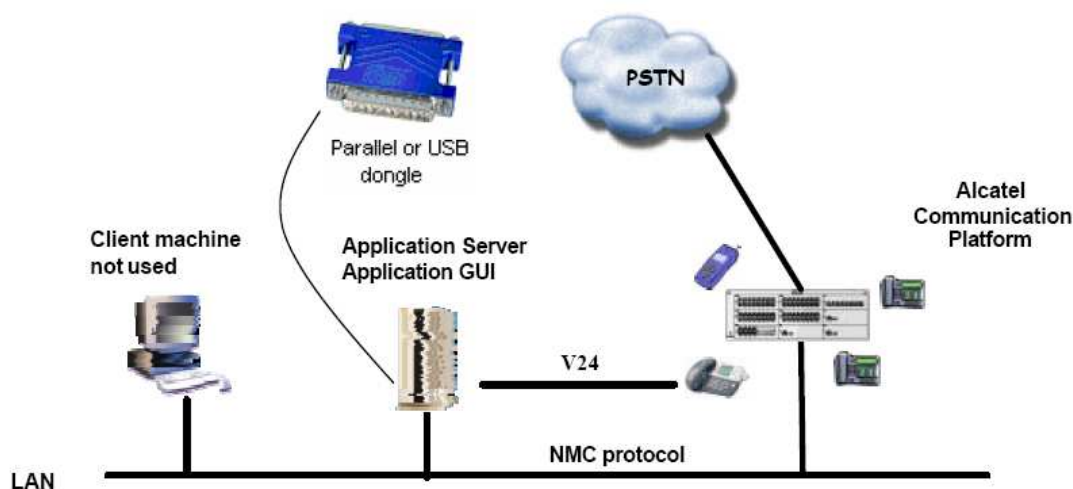 PSTN
Parallel or USB
dongle
Alcatel
Communication
Platform
Client machine
not used
Application Server
Application GUI
V24
NMC protocol
LAN